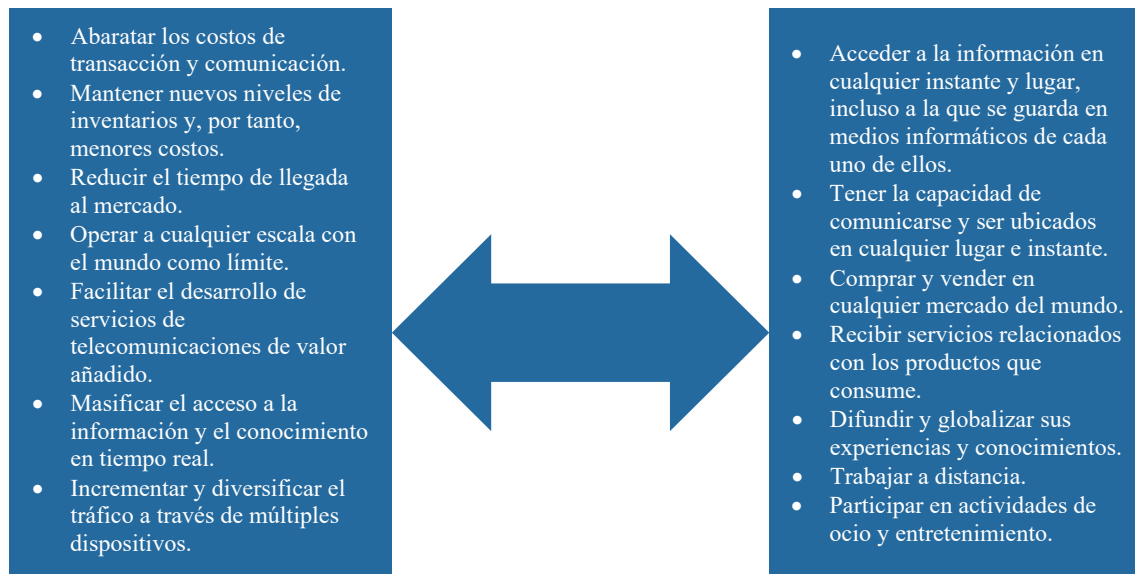 • Abaratar los costos de
transacción y comunicación.
• Mantener nuevos niveles de
inventarios y, por tanto,
menores costos.
• Reducir el tiempo de llegada
al mercado.
• Operar a cualquier escala con
el mundo como límite.
• Facilitar el desarrollo de
servicios de
telecomunicaciones de valor
añadido.
• Masificar el acceso a la
información y el conocimiento
en tiempo real.
• Incrementar y diversificar el
tráfico a través de múltiples
dispositivos.
• Acceder a la información en
cualquier instante y lugar,
incluso a la que se guarda en
medios informáticos de cada
uno de ellos.
• Tener la capacidad de
comunicarse y ser ubicados
en cualquier lugar e instante.
• Comprar y vender en
cualquier mercado del mundo.
• Recibir servicios relacionados
con los productos que
consume.
• Difundir y globalizar sus
experiencias y conocimientos.
• Trabajar a distancia.
• Participar en actividades de
ocio y entretenimiento.